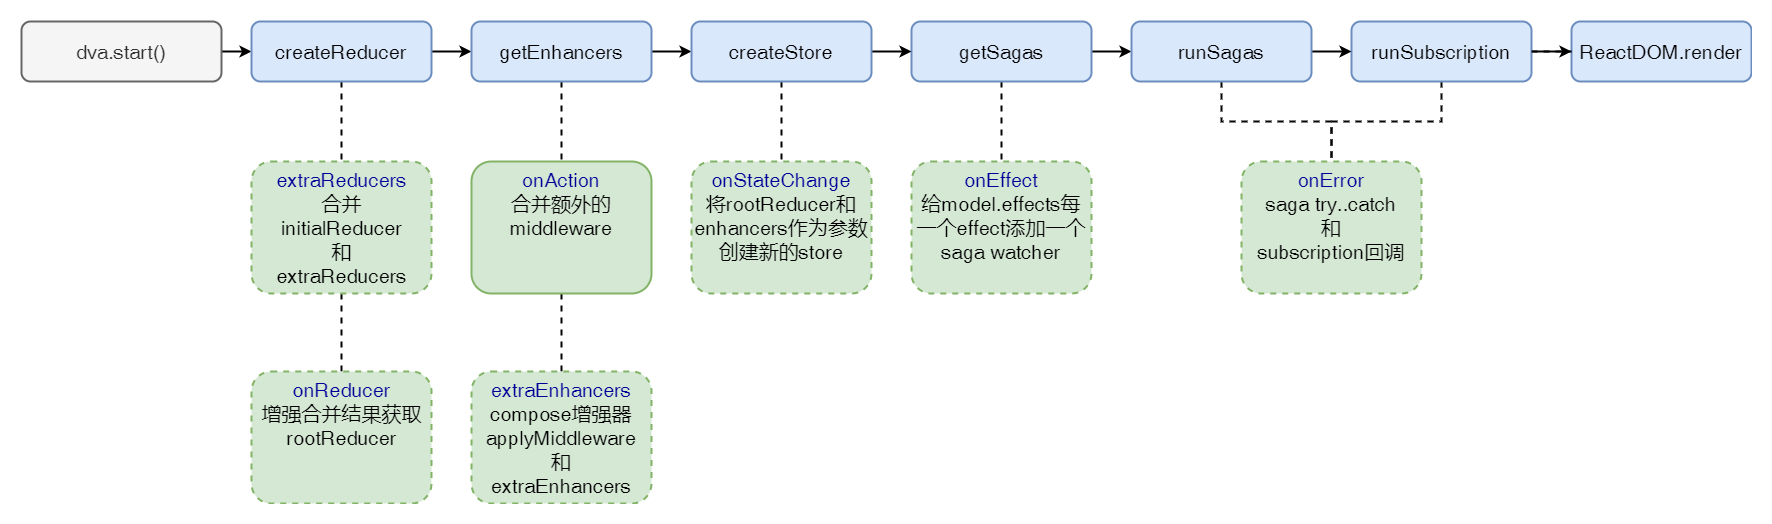 dva.start()
createReducer
getEnhancers
createStore
getSagas
runSagas
runSubscription
ReactDOM.render
extraReducers
合并
initialReducer
和
extraReducers
onAction
合并额外的
middleware
onStateChange
将rootReducer和
enhancers作为参数
创建新的store
onEffect
给model.effects每
一个effect添加一个
saga watcher
onError
saga try..catch
和
subscription回调
onReducer
增强合并结果获取
rootReducer
extraEnhancers
compose增强器
applyMiddleware
和
extraEnhancers